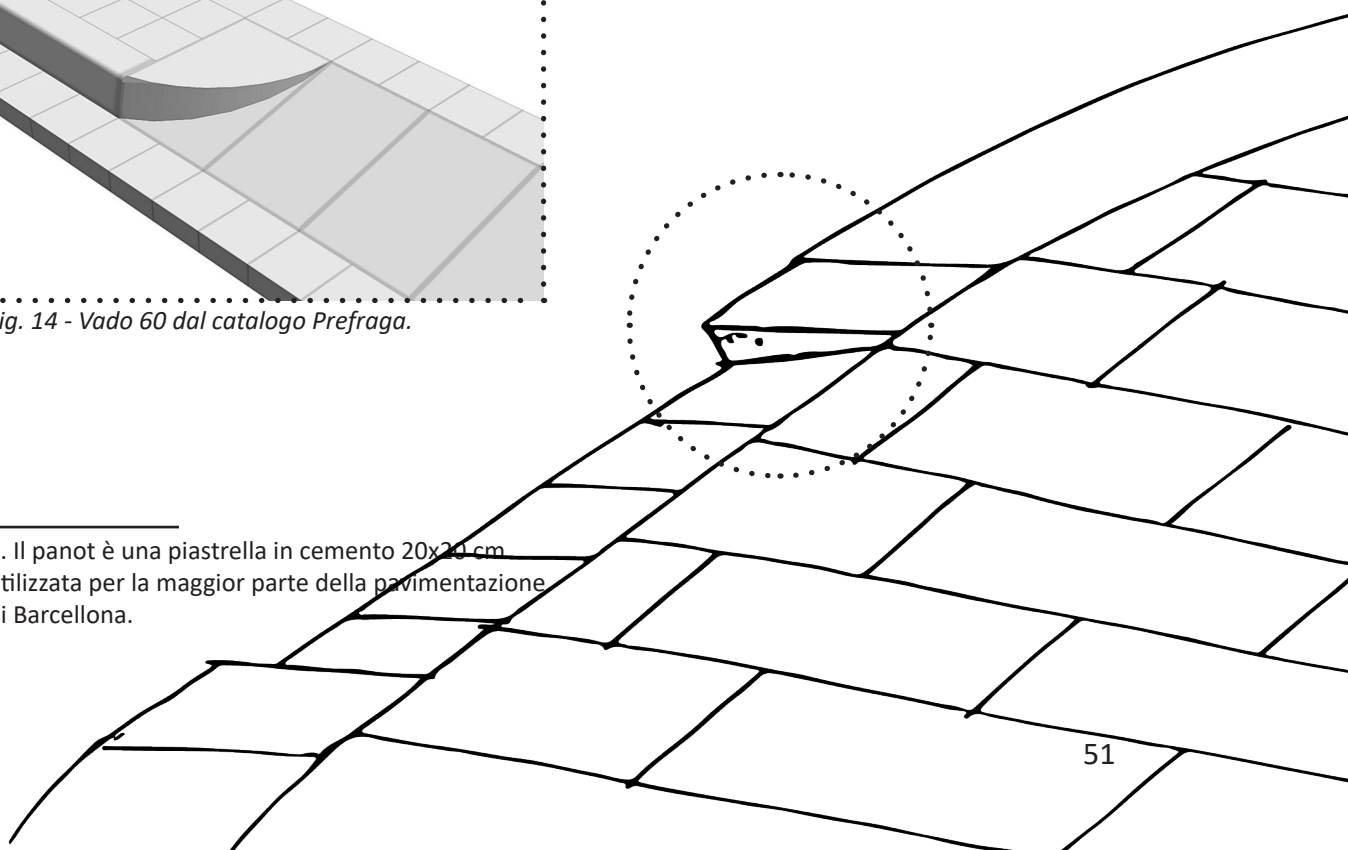 ig. 14 - Vado 60 dal catalogo Prefraga.
. Il panot è una piastrella in cemento 20x20 cm
tilizzata per la maggior parte della pavimentazione
i Barcellona.
51